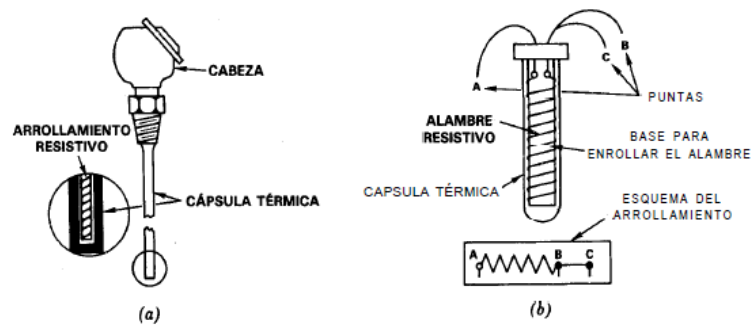 CABEZA
ARROLLAMIENTO
RESISTIVO
CÁPSULA TÉRMICA
(a)
A
B
C
PUNTAS
ALAMBRE
RESISTIVO
BASE PARA
ENROLLAR EL ALAMBRE
CAPSULA TÉRMICA
ESQUEMA DEL
ARROLLAMIENTO
A B C
(b)